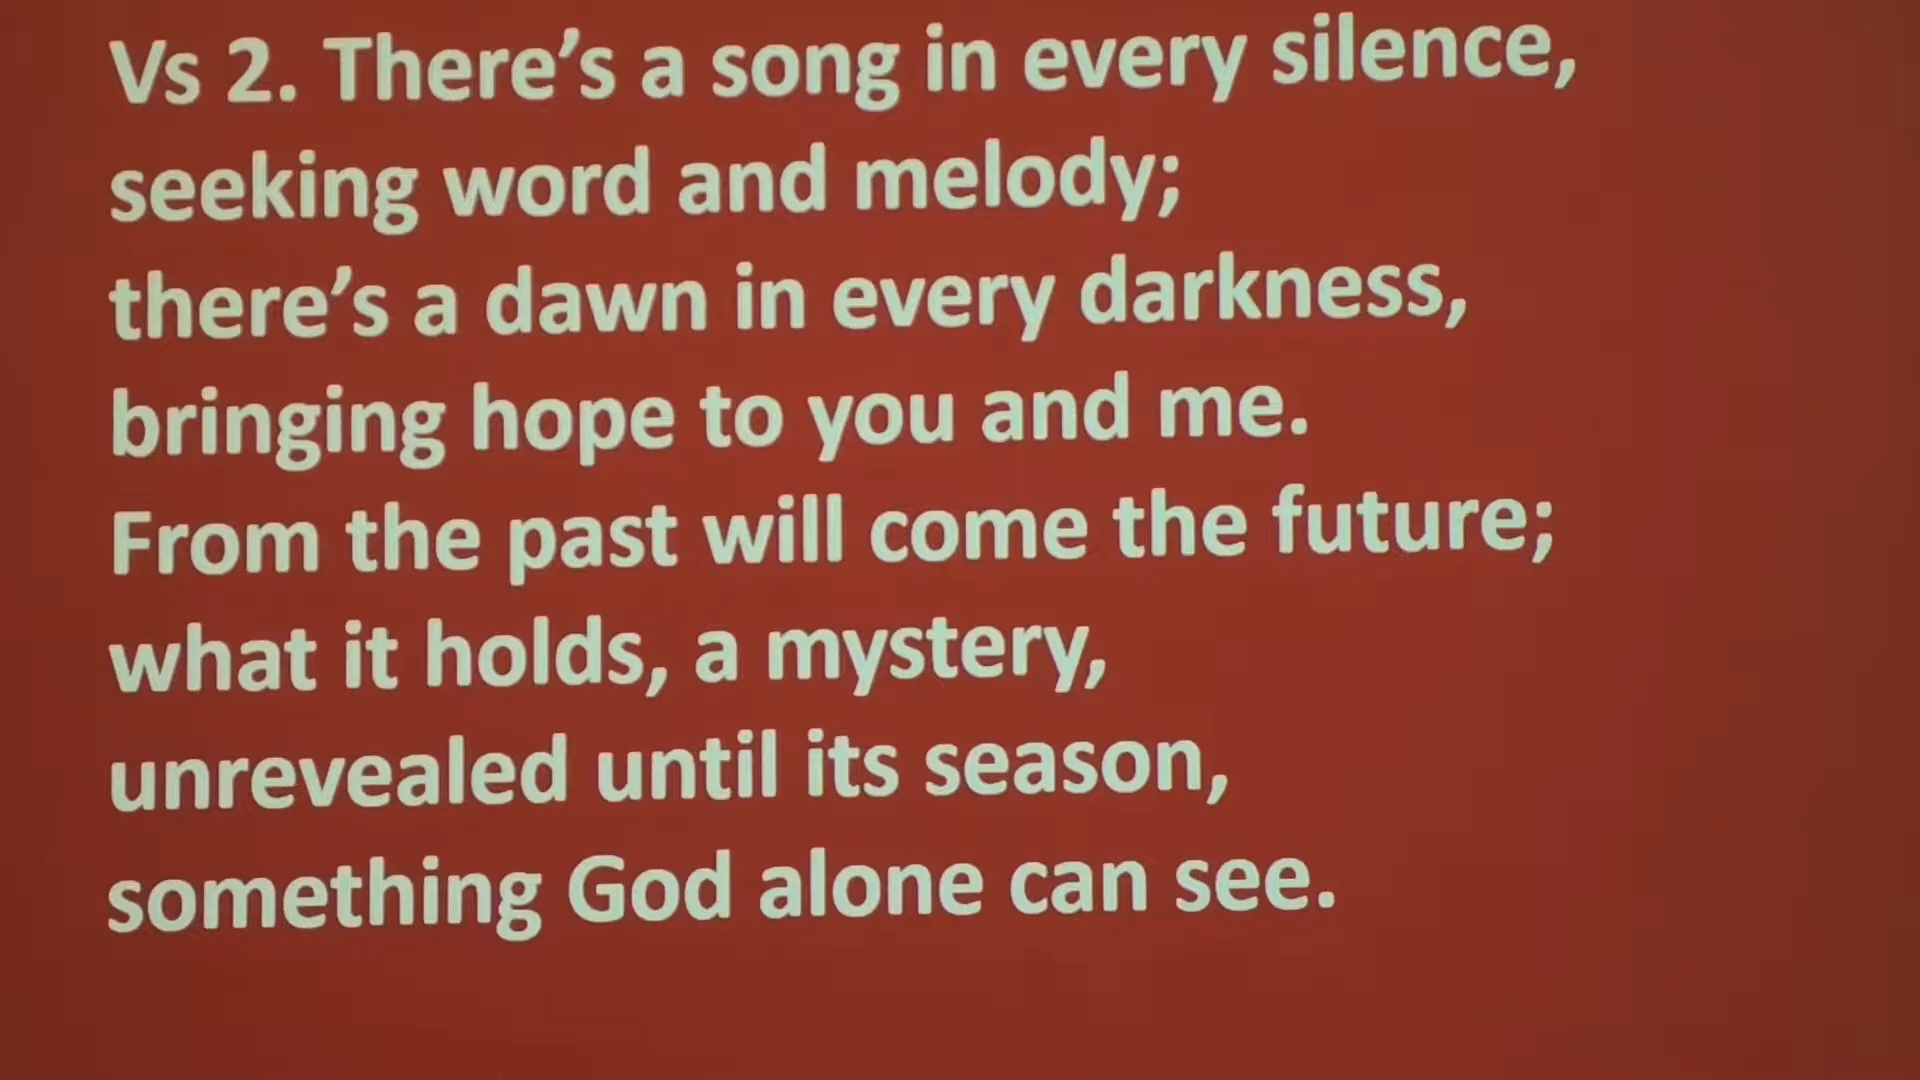 Vs 2. There’s a song in every silence,
seeking word and melody;
there’s a dawn in every darkness,
bringing hope to you and me.
From the past will come the future;
what it holds, a mystery,
unrevealed until its season,
something God alone can see.